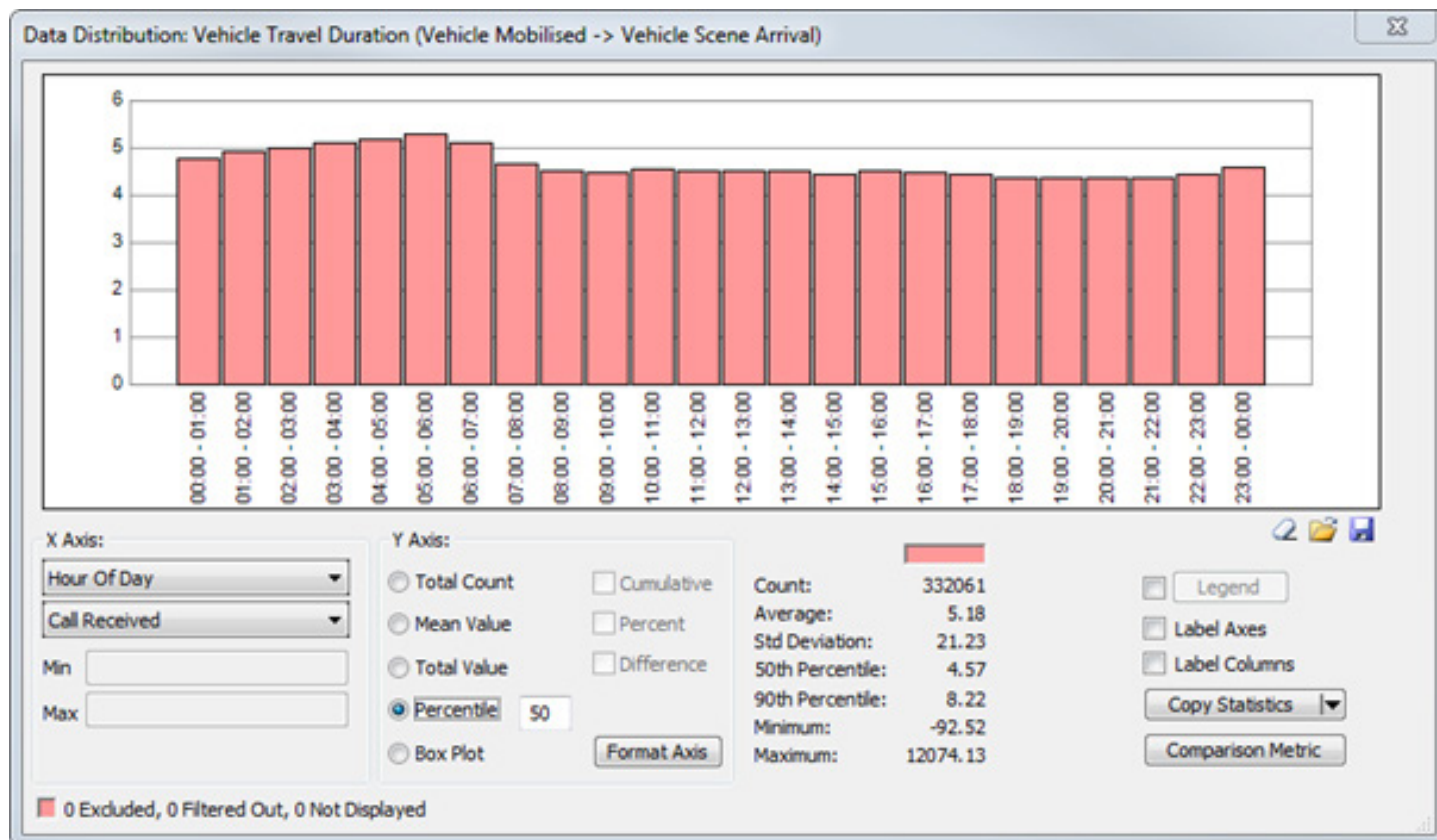 Data Distribution: Vehicle Travel Duration (Vehicle Mobilised -> Vehicle Scene Arrival)
6
5
4
3
2
1
0
00:00 - 01:00
01:00 - 02:00
02:00 - 03:00
03:00 - 04:00
04:00 - 05:00
05:00 - 06:00
06:00 - 07:00
07:00 - 08:00
08:00 - 09:00
09:00 - 10:00
10:00 - 11:00
11:00 - 12:00
12:00 - 13:00
13:00 - 14:00
14:00 - 15:00
15:00 - 16:00
16:00 - 17:00
17:00 - 18:00
18:00 - 19:00
19:00 - 20:00
20:00 - 21:00
21:00 - 22:00
22:00 - 23:00
23:00 - 00:00
X Axis:
Hour Of Day
Call Received
Min
Max
Y Axis:
Total Count
Cumulative
Mean Value
Percent
Total Value
Difference
Percentile 50
Box Plot
Format Axis
Count: 332061
Average: 5.18
Std Deviation: 21.23
50th Percentile: 4.57
90th Percentile: 8.22
Minimum: -92.52
Maximum: 12074.13
Legend
Label Axes
Label Columns
Copy Statistics
Comparison Metric
0 Excluded, 0 Filtered Out, 0 Not Displayed